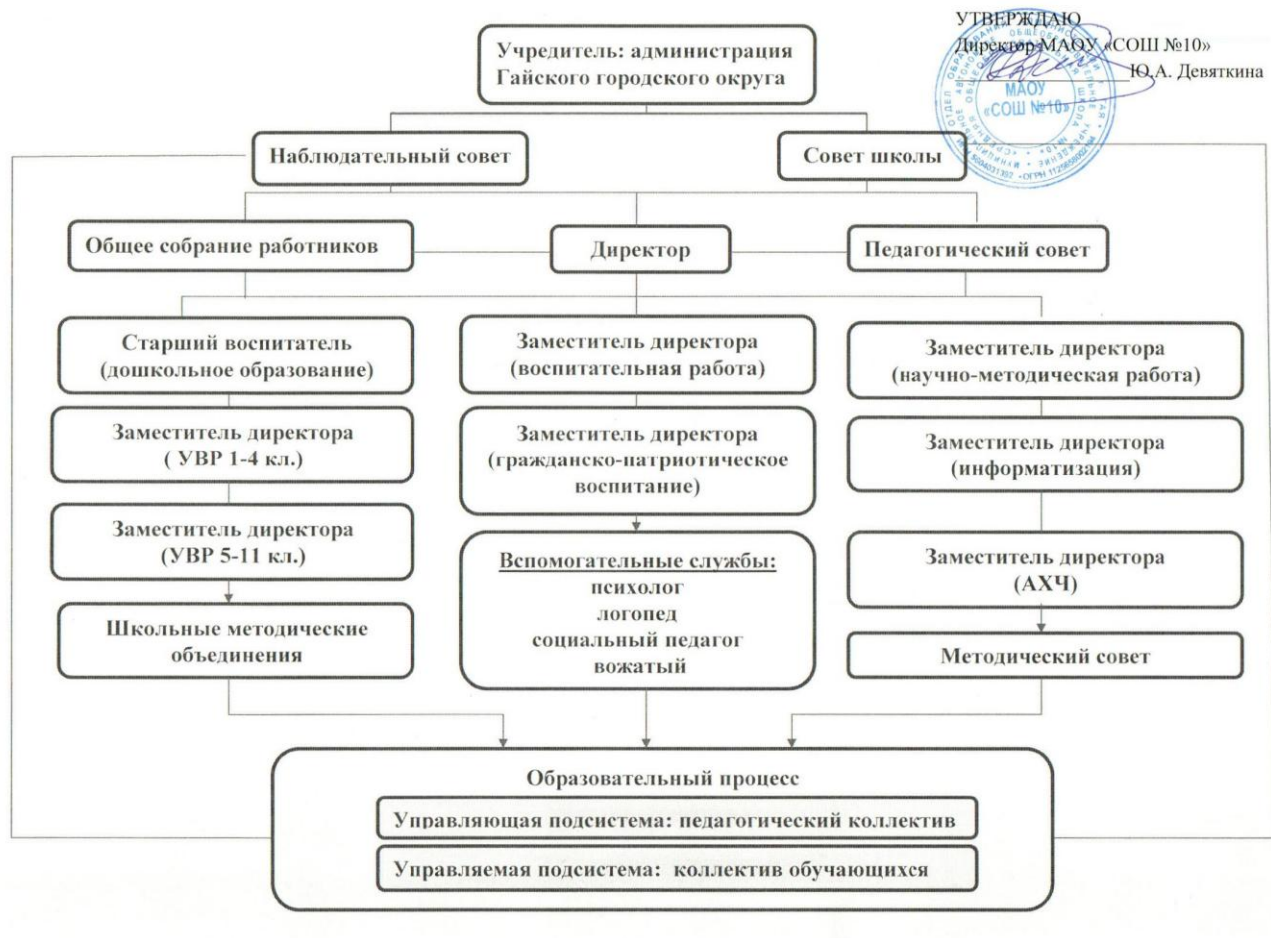 УТВЕРЖДАЮ
Директор МАОУ «СОШ №10»
Ю.А. Девяткина
МАОУ
«СОШ №10»
Учредитель: администрация
Гайского городского округа
Наблюдательный совет
Совет школы
Общее собрание работников
Директор
Педагогический совет
Старший воспитатель
(дошкольное образование)
Заместитель директора
(воспитательная работа)
Заместитель директора
(научно-методическая работа)
Заместитель директора
( УВР 1-4 кл.)
Заместитель директора
(гражданско-патриотическое
воспитание)
Заместитель директора
(информатизация)
Заместитель директора
(УВР 5-11 кл.)
Вспомогательные службы:
психолог
логопед
социальный педагог
вожатый
Заместитель директора
(АХЧ)
Школьные методические
объединения
Методический совет
Образовательный процесс
Управляющая подсистема: педагогический коллектив
Управляемая подсистема: коллектив обучающихся